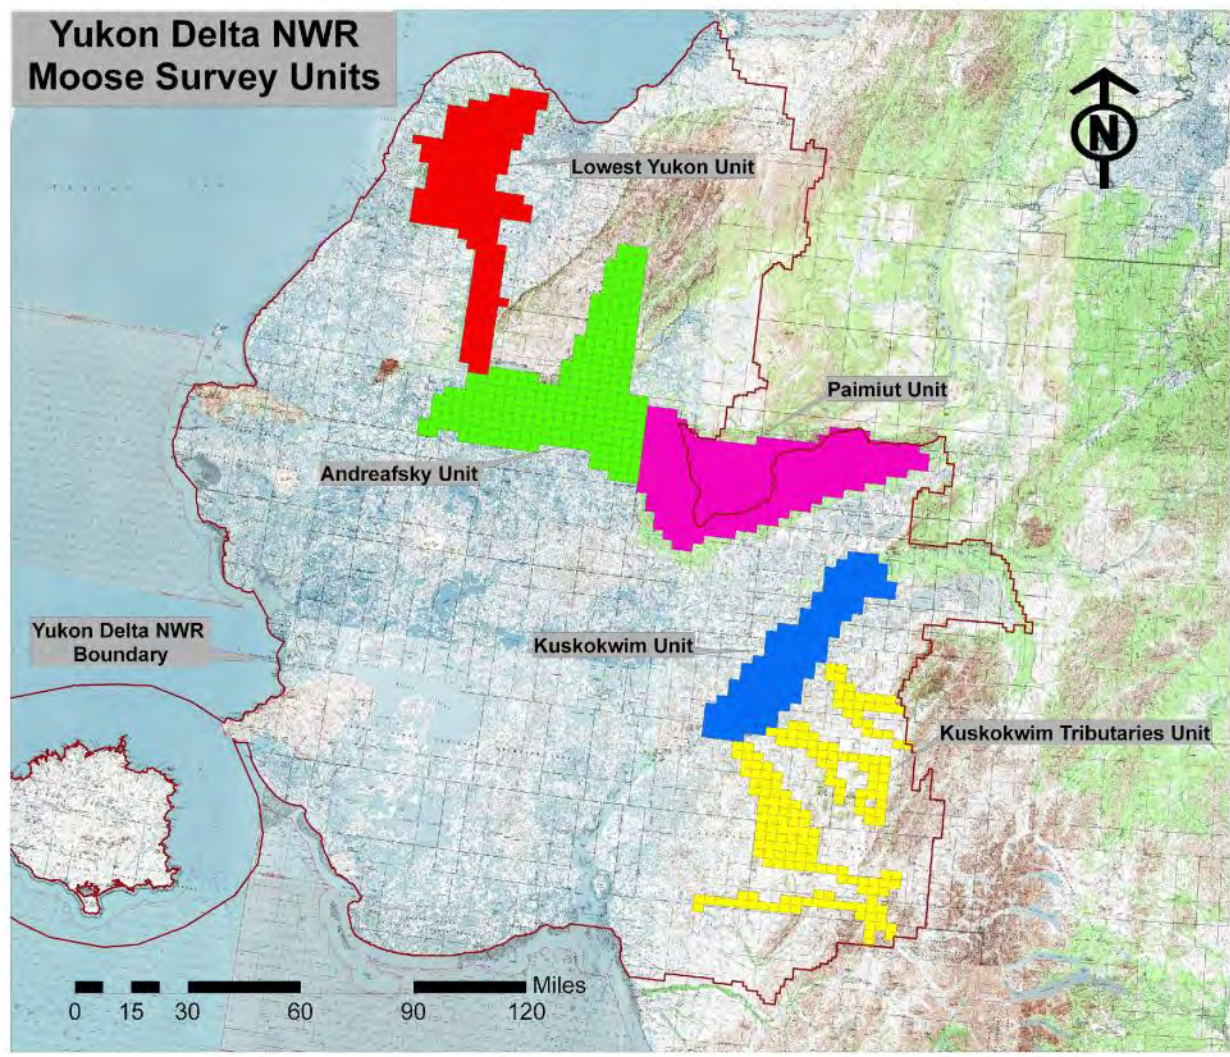 Yukon Delta NWR
Moose Survey Units
N
Lowest Yukon Unit
Paimiut Unit
Andreafsky Unit
Yukon Delta NWR
Boundary
Kuskokwim Unit
Kuskokwim Tributaries Unit
Miles
0 15 30 60 90 120